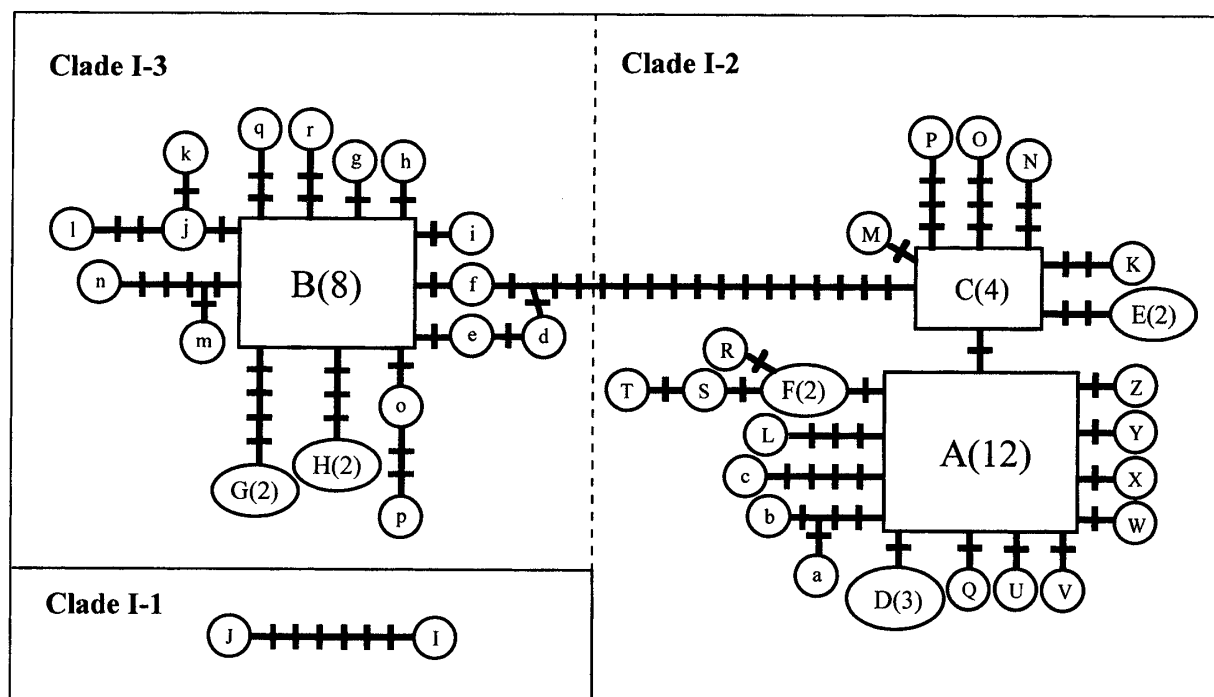 Clade I-3
Clade I-2
q
r
g
h
k
l
j
i
n
B(8)
f
m
e
d
o
G(2)
H(2)
p
P
O
N
M
K
C(4)
E(2)
R
T
S
F(2)
Z
L
A(12)
Y
c
X
b
W
a
D(3)
Q
U
V
Clade I-1
J
I